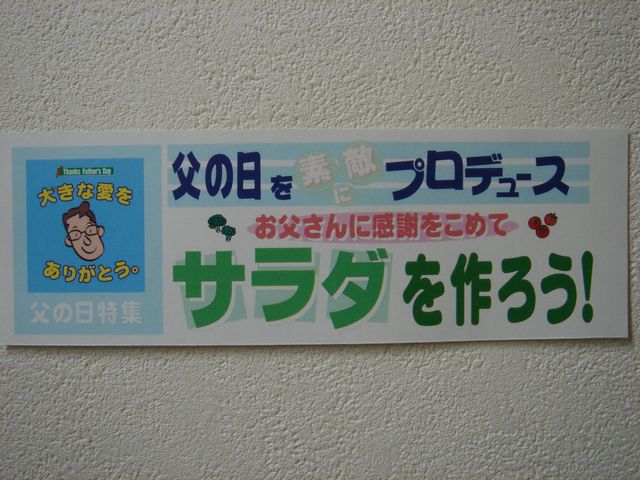 Thanks Father's Day
大きな愛を
ありがとう。
父の日特集
父の日を素敵にプロデュース
お父さんに感謝をこめて
サラダを作ろう!